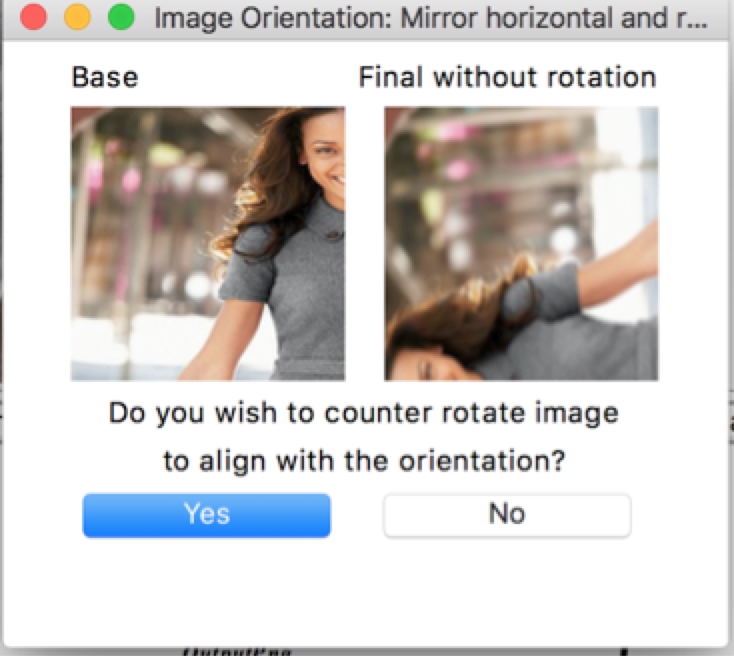 Image Orientation: Mirror horizontal and r...
Base
Final without rotation
Do you wish to counter rotate image
to align with the orientation?
Yes
No